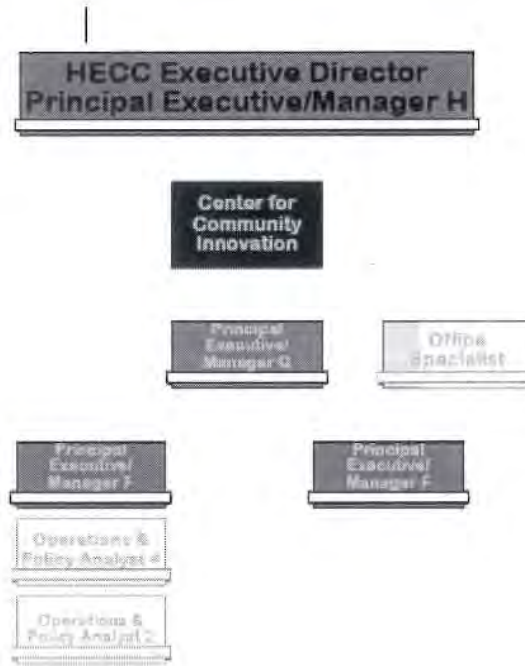 HECC Executive Director
Principal Executive/Manager H
Center for
Community
Innovation
Principal
Executive/
Manager G
Office
Specialist
Principal
Executive/
Manager F
Principal
Executive/
Manager F
Operations &
Policy Analyst 4
Operations &
Policy Analyst 2